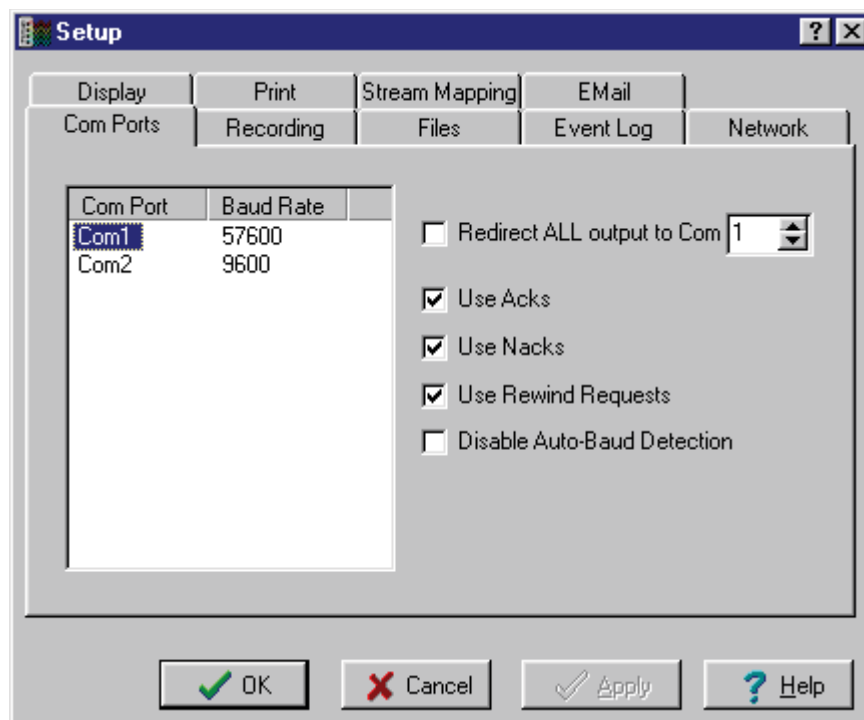 Setup
Display Print Stream Mapping EMail
Com Ports Recording Files Event Log Network
Com Port Baud Rate
Com1 57600
Com2 9600
Redirect ALL output to Com 1
Use Acks
Use Nacks
Use Rewind Requests
Disable Auto-Baud Detection
OK Cancel Apply Help